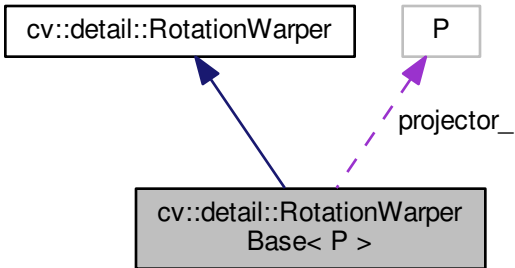 cv::detail::RotationWarper
P
projector_
cv::detail::RotationWarper
Base< P >